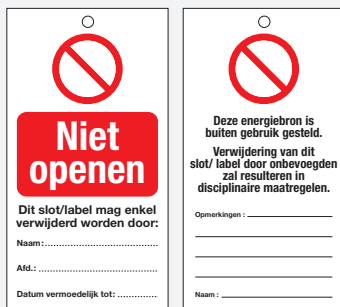 Niet
openen
Dit slot/label mag enkel
verwijderd worden door:
Naam:
Afd.:
Datum vermoedelijk tot:
Deze energiebron is
buiten gebruik gesteld.
Verwijdering van dit
slot/ label door onbevoegden
zal resulteren in
disciplinaire maatregelen.
Opmerkingen :
Naam :